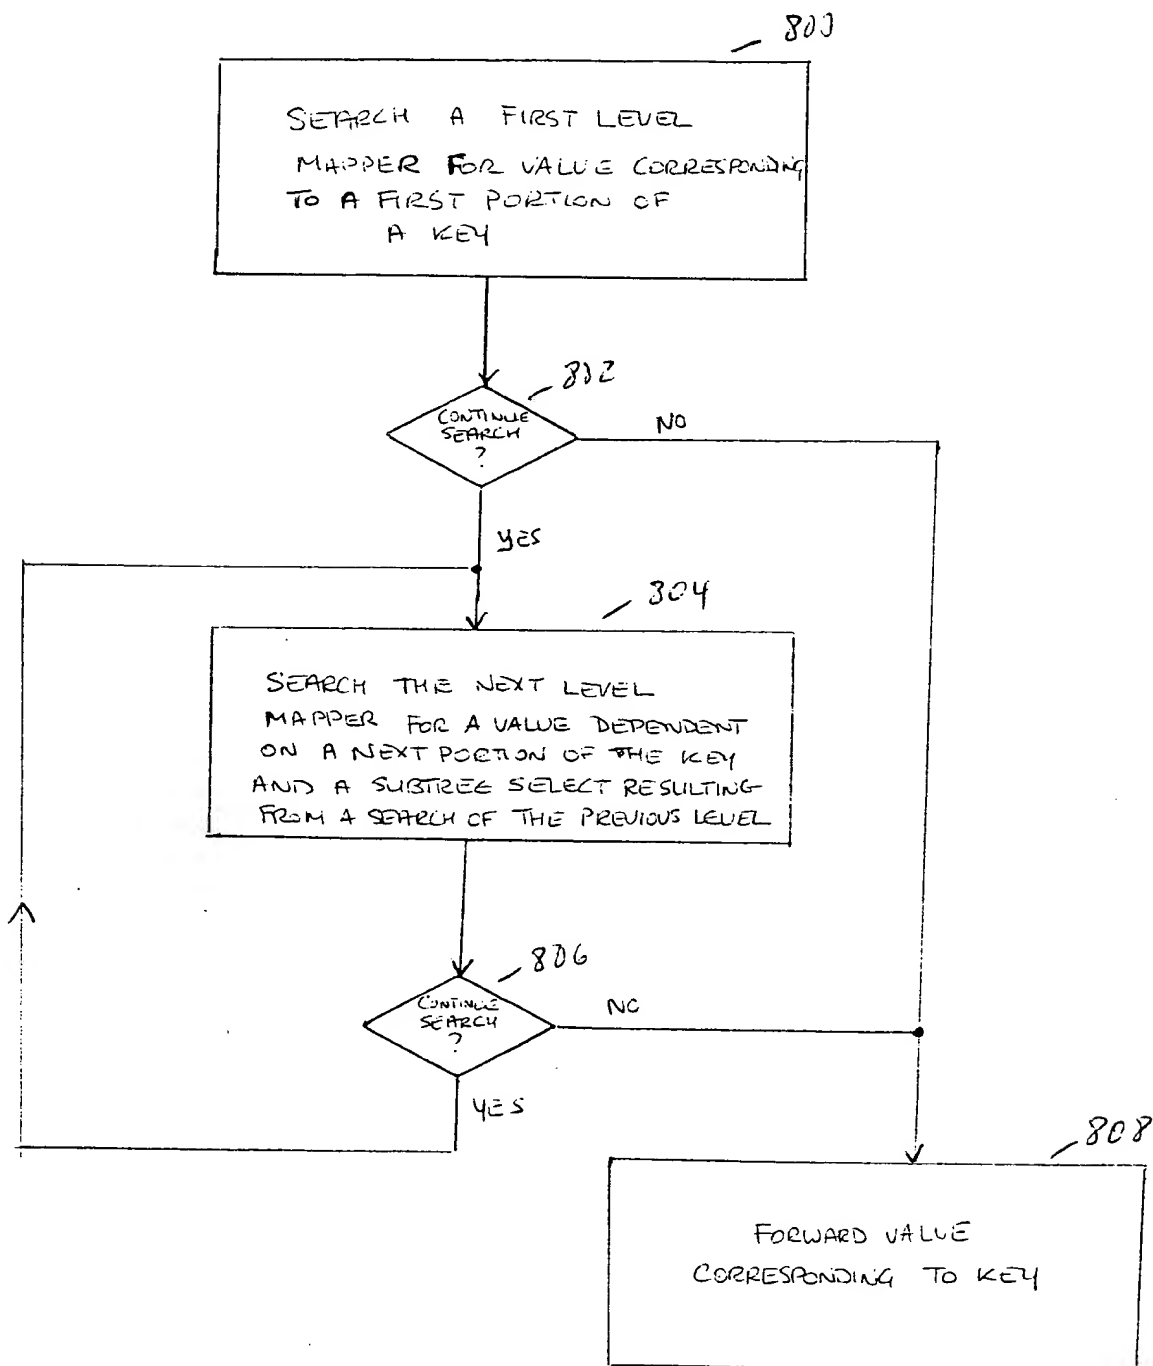 800
SEARCH A FIRST LEVEL
MAPPER FOR VALUE CORRESPONDING
TO A FIRST PORTION OF
A KEY
802
CONTINUE
SEARCH
?
NO
YES
804
SEARCH THE NEXT LEVEL
MAPPER FOR A VALUE DEPENDENT
ON A NEXT PORTION OF THE KEY
AND A SUBTREE SELECT RESULTING
FROM A SEARCH OF THE PREVIOUS LEVEL
806
CONTINUE
SEARCH
?
NO
YES
808
FORWARD VALUE
CORRESPONDING TO KEY